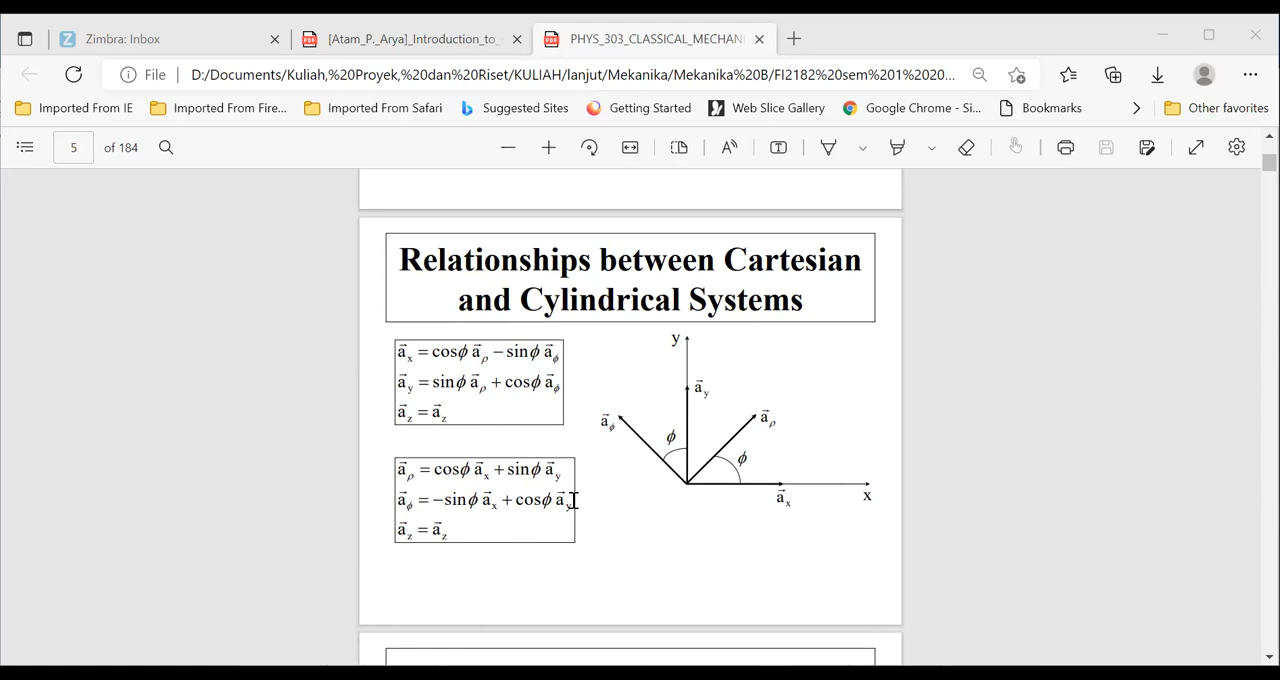 Zimbra: Inbox
[Atam_P._Arya]_Introduction_to_
PHYS_303_CLASSICAL_MECHAN
File
D:/Documents/Kuliah,%20Proyek,%20dan%20Riset/KULIAH/lanjut/Mekanika/Mekanika%20B/FI2182%20sem%201%2020...
Imported From IE
Imported From Fire...
Imported From Safari
Suggested Sites
Getting Started
Web Slice Gallery
Google Chrome - Si...
Bookmarks
Other favorites
5 of 184
Relationships between Cartesian
and Cylindrical Systems
a⃗x = cosϕ a⃗ρ − sinϕ a⃗ϕ
a⃗y = sinϕ a⃗ρ + cosϕ a⃗ϕ
a⃗z = a⃗z
a⃗ρ = cosϕ a⃗x + sinϕ a⃗y
a⃗ϕ = −sinϕ a⃗x + cosϕ a⃗y
a⃗z = a⃗z
y
a⃗y
a⃗ϕ
a⃗ρ
ϕ
ϕ
a⃗x
x